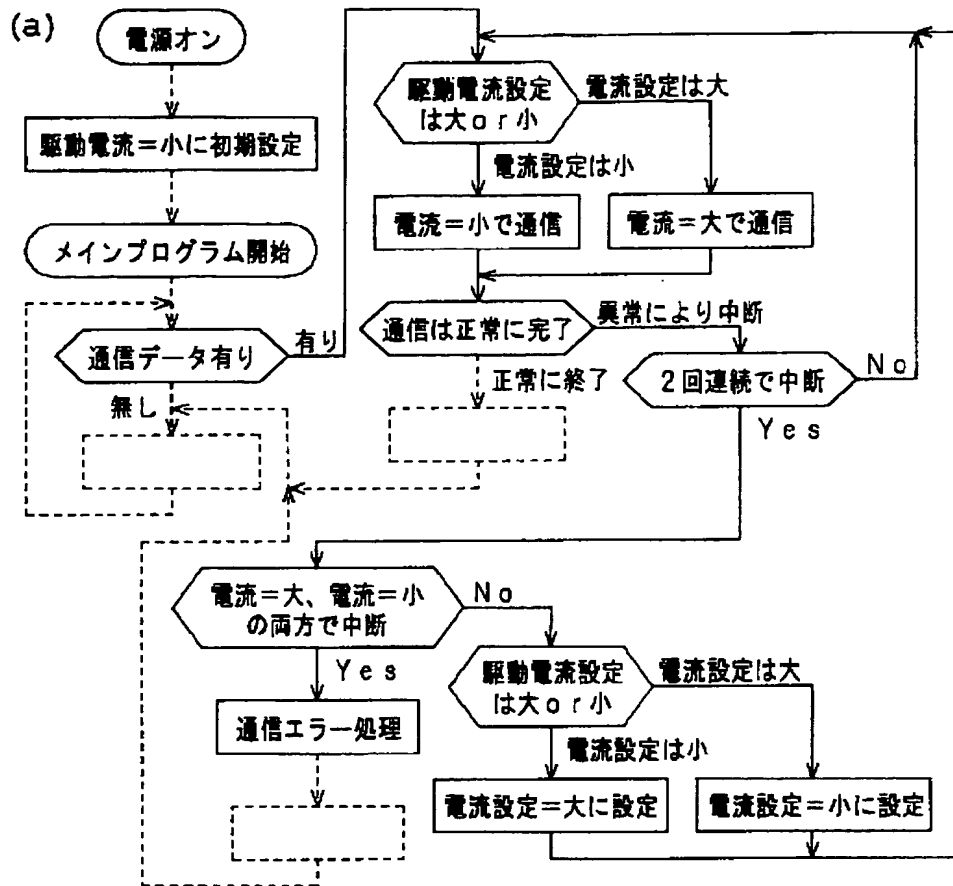 (a)
電源オン
駆動電流=小に初期設定
メインプログラム開始
通信データ有り
有り
無し
駆動電流設定
は大or小
電流設定は大
電流設定は小
電流=小で通信
電流=大で通信
通信は正常に完了
異常により中断
正常に終了
2回連続で中断
No
Yes
電流=大、電流=小
の両方で中断
No
Yes
通信エラー処理
駆動電流設定
は大or小
電流設定は大
電流設定は小
電流設定=大に設定
電流設定=小に設定